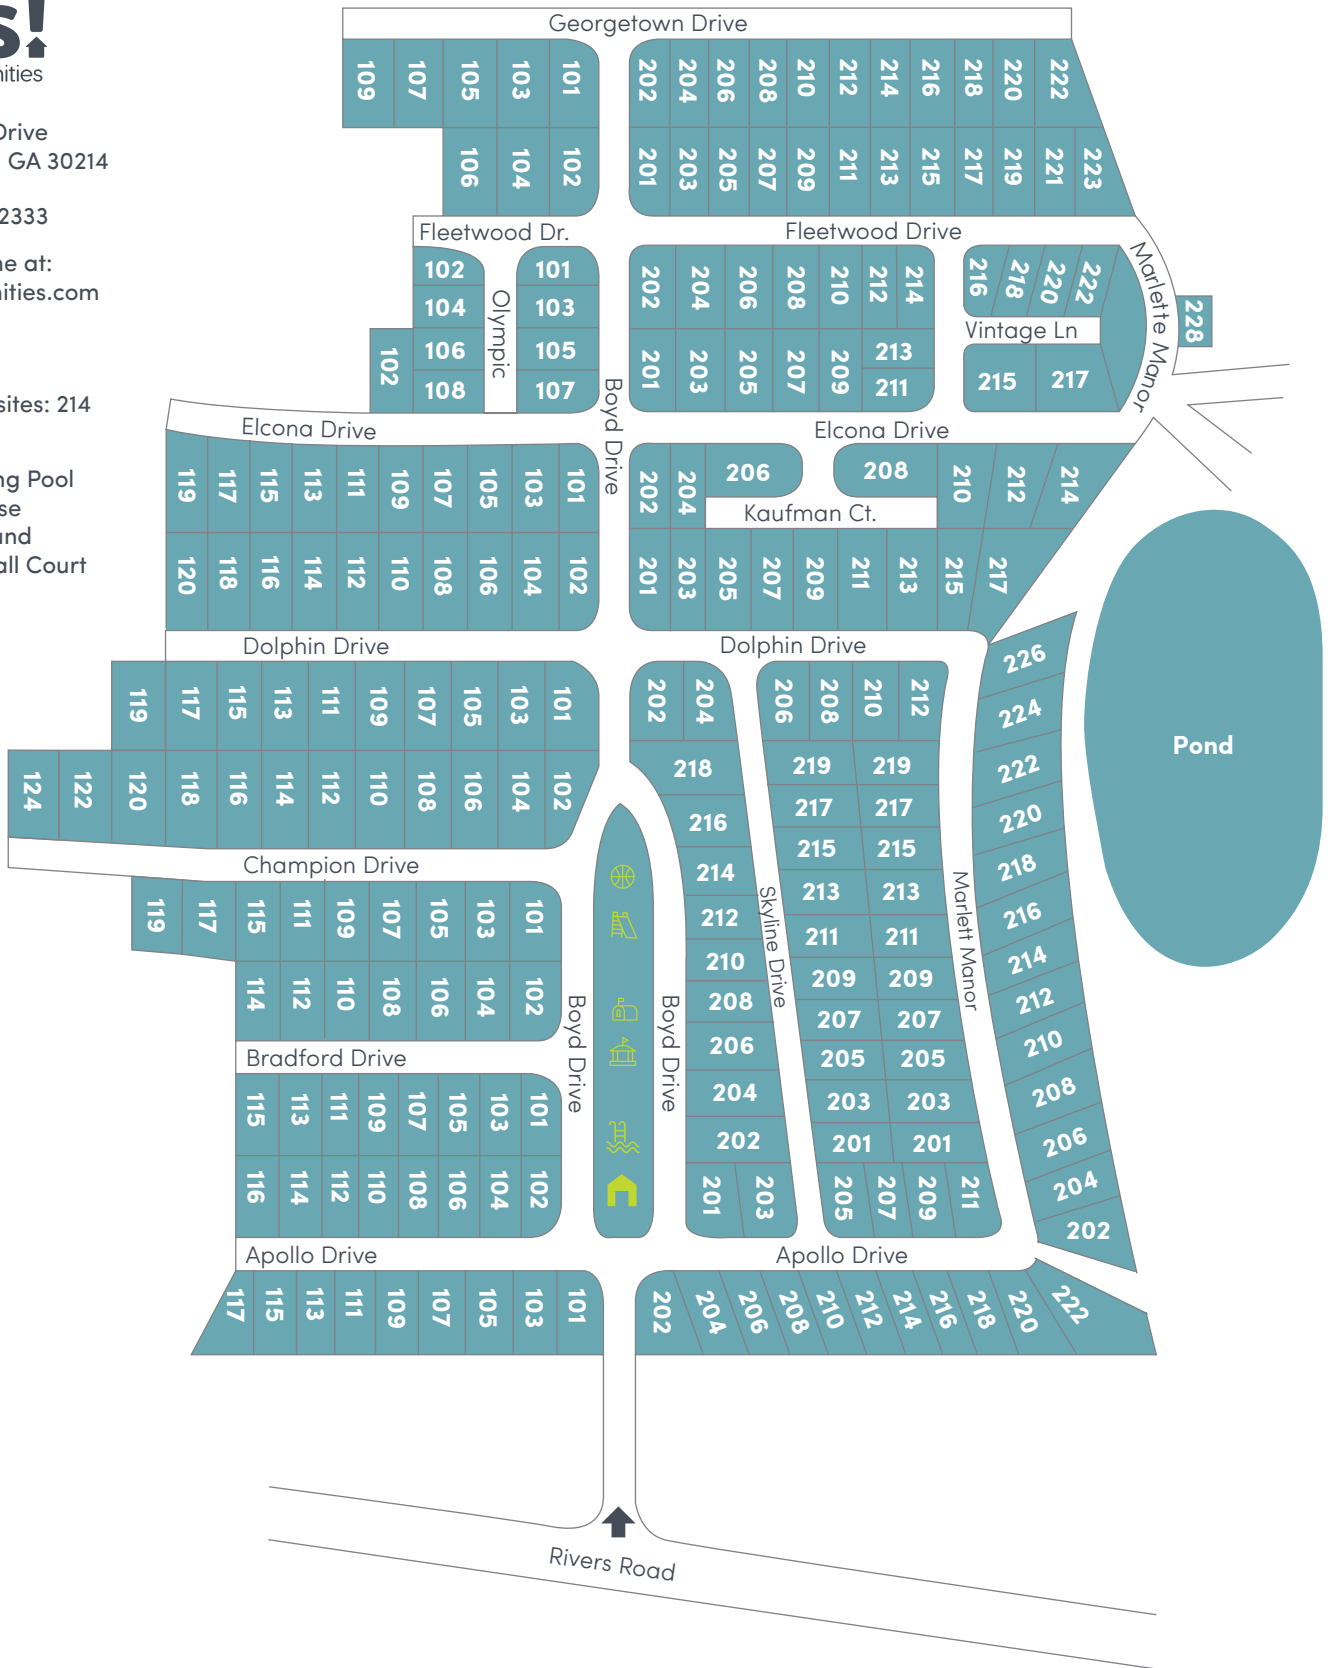 s!
nities
Drive
GA 30214
2333
ne at:
nities.com
sites: 214
ng Pool
se
und
all Court
Georgetown Drive
109 107 105 103 101
202 204 206 208 210 212 214 216 218 220 222
106 104 102
201 203 205 207 209 211 213 215 217 219 221 223
Fleetwood Dr.
Fleetwood Drive
Marlette Manor
102
104
106
108
102
Olympic
101
103
105
107
Boyd Drive
202 204 206 208 210 212 214
201 203 205 207 209
213
211
216 218 220 222
Vintage Ln
215 217
228
Elcona Drive
Elcona Drive
119 117 115 113 111 109 107 105 103 101
202 204 206 208 210 212 214
Kaufman Ct.
120 118 116 114 112 110 108 106 104 102
201 203 205 207 209 211 213 215 217
Dolphin Drive
Dolphin Drive
119 117 115 113 111 109 107 105 103 101
202 204
206 208 210 212
124 122 120 118 116 114 112 110 108 106 104 102
218
216
214
212
210
208
206
204
202
201 203
Skyline Drive
219 219
217 217
215 215
213 213
211 211
209 209
207 207
205 205
203 203
201 201
205 207 209 211
Marlett Manor
226
224
222
220
218
216
214
212
210
208
206
204
202
Pond
Champion Drive
119 117 115 111 109 107 105 103 101
114 112 110 108 106 104 102
Boyd Drive
Boyd Drive
Bradford Drive
115 113 111 109 107 105 103 101
116 114 112 110 108 106 104 102
Apollo Drive
Apollo Drive
117 115 113 111 109 107 105 103 101
202 204 206 208 210 212 214 216 218 220 222
Rivers Road